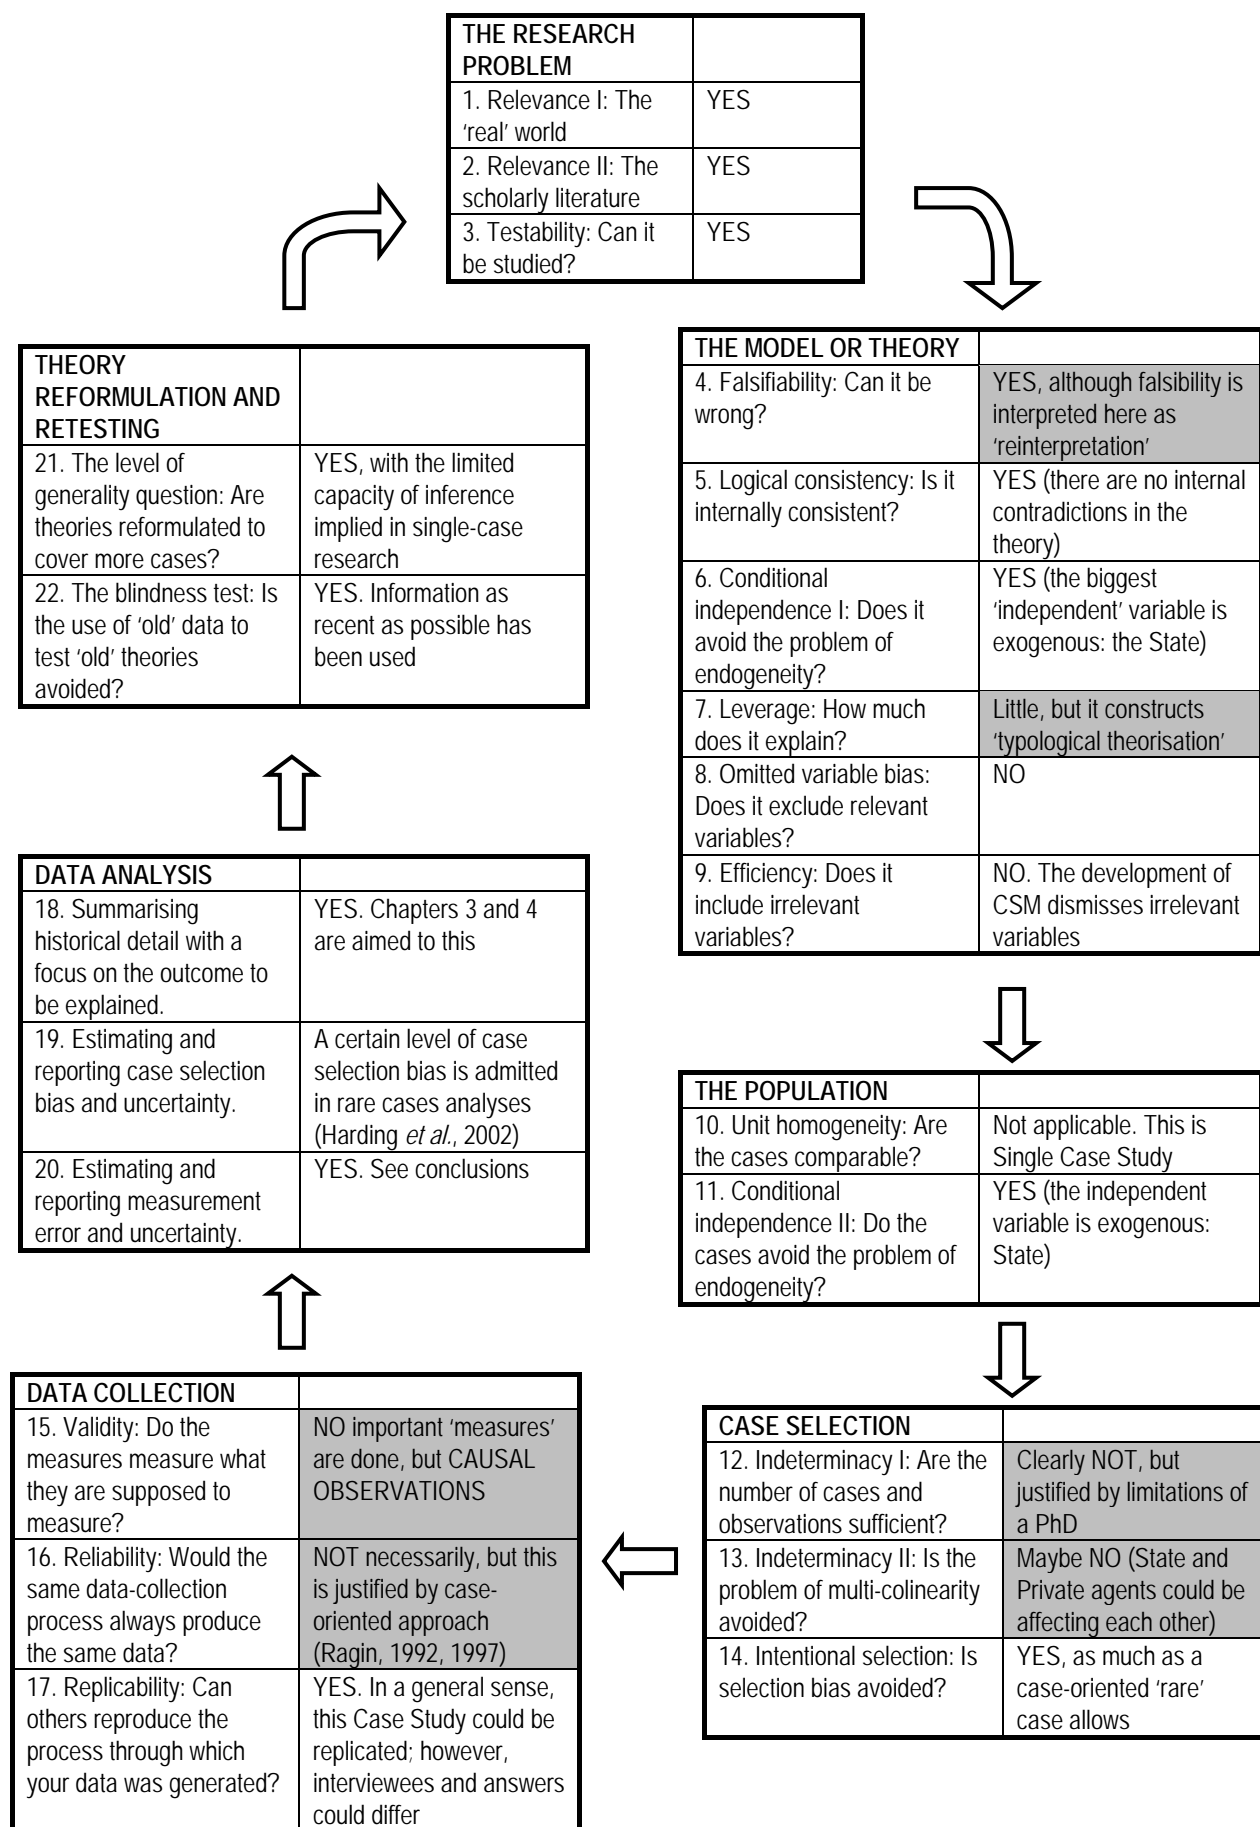 THE RESEARCH
PROBLEM
1. Relevance I: The
‘real’ world
YES
2. Relevance II: The
scholarly literature
YES
3. Testability: Can it
be studied?
YES
THE MODEL OR THEORY
4. Falsifiability: Can it be
wrong?
YES, although falsibility is
interpreted here as
‘reinterpretation’
5. Logical consistency: Is it
internally consistent?
YES (there are no internal
contradictions in the
theory)
6. Conditional
independence I: Does it
avoid the problem of
endogeneity?
YES (the biggest
‘independent’ variable is
exogenous: the State)
7. Leverage: How much
does it explain?
Little, but it constructs
‘typological theorisation’
8. Omitted variable bias:
Does it exclude relevant
variables?
NO
9. Efficiency: Does it
include irrelevant
variables?
NO. The development of
CSM dismisses irrelevant
variables
THE POPULATION
10. Unit homogeneity: Are
the cases comparable?
Not applicable. This is
Single Case Study
11. Conditional
independence II: Do the
cases avoid the problem of
endogeneity?
YES (the independent
variable is exogenous:
State)
CASE SELECTION
12. Indeterminacy I: Are the
number of cases and
observations sufficient?
Clearly NOT, but
justified by limitations of
a PhD
13. Indeterminacy II: Is the
problem of multi-colinearity
avoided?
Maybe NO (State and
Private agents could be
affecting each other)
14. Intentional selection: Is
selection bias avoided?
YES, as much as a
case-oriented ‘rare’
case allows
DATA COLLECTION
15. Validity: Do the
measures measure what
they are supposed to
measure?
NO important ‘measures’
are done, but CAUSAL
OBSERVATIONS
16. Reliability: Would the
same data-collection
process always produce
the same data?
NOT necessarily, but this
is justified by case-
oriented approach
(Ragin, 1992, 1997)
17. Replicability: Can
others reproduce the
process through which
your data was generated?
YES. In a general sense,
this Case Study could be
replicated; however,
interviewees and answers
could differ
DATA ANALYSIS
18. Summarising
historical detail with a
focus on the outcome to
be explained.
YES. Chapters 3 and 4
are aimed to this
19. Estimating and
reporting case selection
bias and uncertainty.
A certain level of case
selection bias is admitted
in rare cases analyses
(Harding et al., 2002)
20. Estimating and
reporting measurement
error and uncertainty.
YES. See conclusions
THEORY
REFORMULATION AND
RETESTING
21. The level of
generality question: Are
theories reformulated to
cover more cases?
YES, with the limited
capacity of inference
implied in single-case
research
22. The blindness test: Is
the use of ‘old’ data to
test ‘old’ theories
avoided?
YES. Information as
recent as possible has
been used